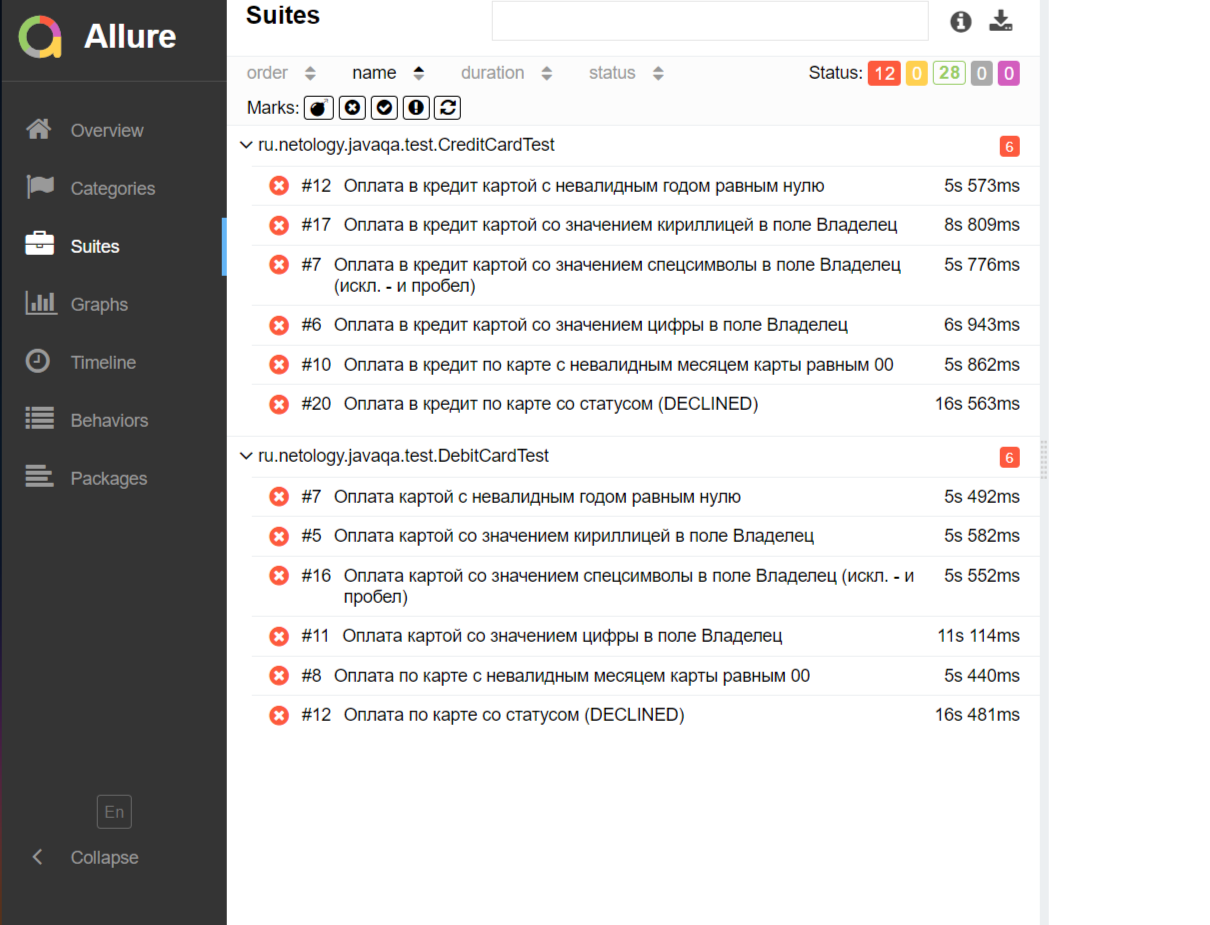 Allure
Overview
Categories
Suites
Graphs
Timeline
Behaviors
Packages
En
Collapse
Suites
order name duration status Status: 12 0 28 0 0
Marks:
ru.netology.javaqa.test.CreditCardTest 6
#12 Оплата в кредит картой с невалидным годом равным нулю 5s 573ms
#17 Оплата в кредит картой со значением кириллицей в поле Владелец 8s 809ms
#7 Оплата в кредит картой со значением спецсимволы в поле Владелец 5s 776ms
(искл. - и пробел)
#6 Оплата в кредит картой со значением цифры в поле Владелец 6s 943ms
#10 Оплата в кредит по карте с невалидным месяцем карты равным 00 5s 862ms
#20 Оплата в кредит по карте со статусом (DECLINED) 16s 563ms
ru.netology.javaqa.test.DebitCardTest 6
#7 Оплата картой с невалидным годом равным нулю 5s 492ms
#5 Оплата картой со значением кириллицей в поле Владелец 5s 582ms
#16 Оплата картой со значением спецсимволы в поле Владелец (искл. - и 5s 552ms
пробел)
#11 Оплата картой со значением цифры в поле Владелец 11s 114ms
#8 Оплата по карте с невалидным месяцем карты равным 00 5s 440ms
#12 Оплата по карте со статусом (DECLINED) 16s 481ms